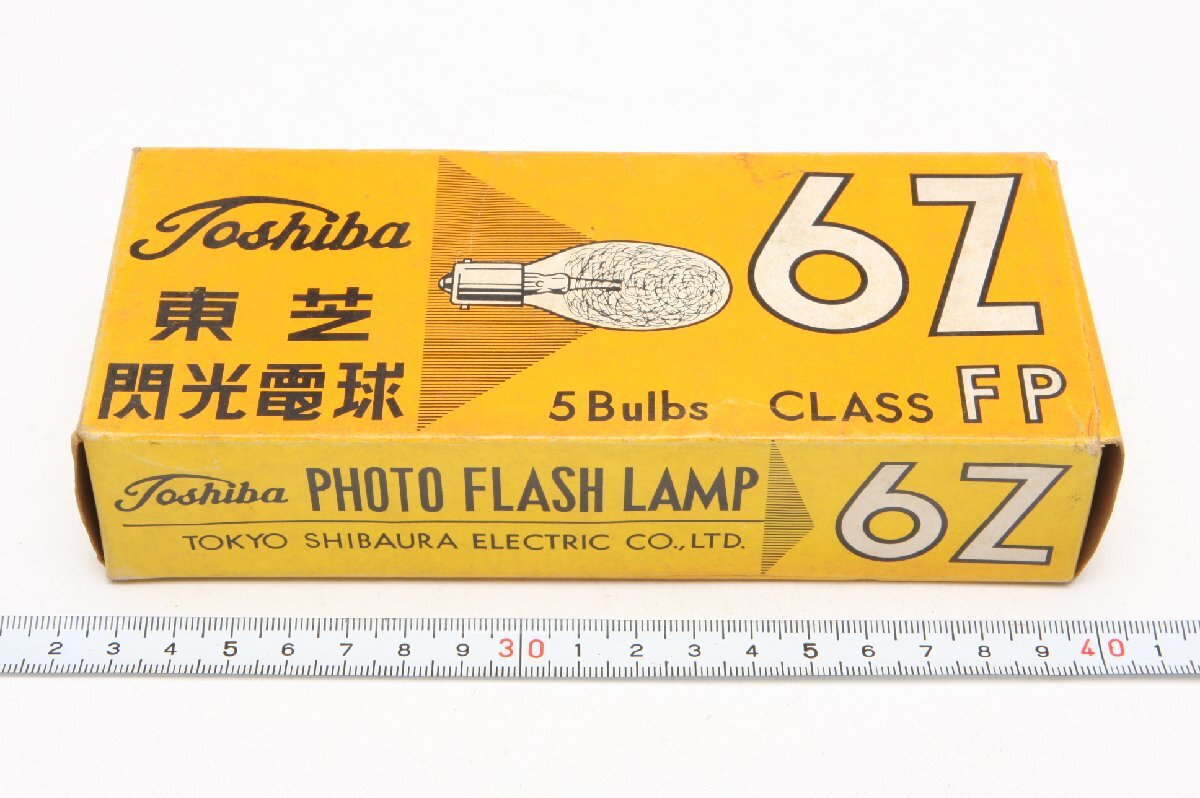 Toshiba
東芝
閃光電球
6Z
5 Bulbs CLASS FP
Toshiba PHOTO FLASH LAMP
TOKYO SHIBAURA ELECTRIC CO., LTD.
6Z
2 3 4 5 6 7 8 9 30 1 2 3 4 5 6 7 8 9 40 1